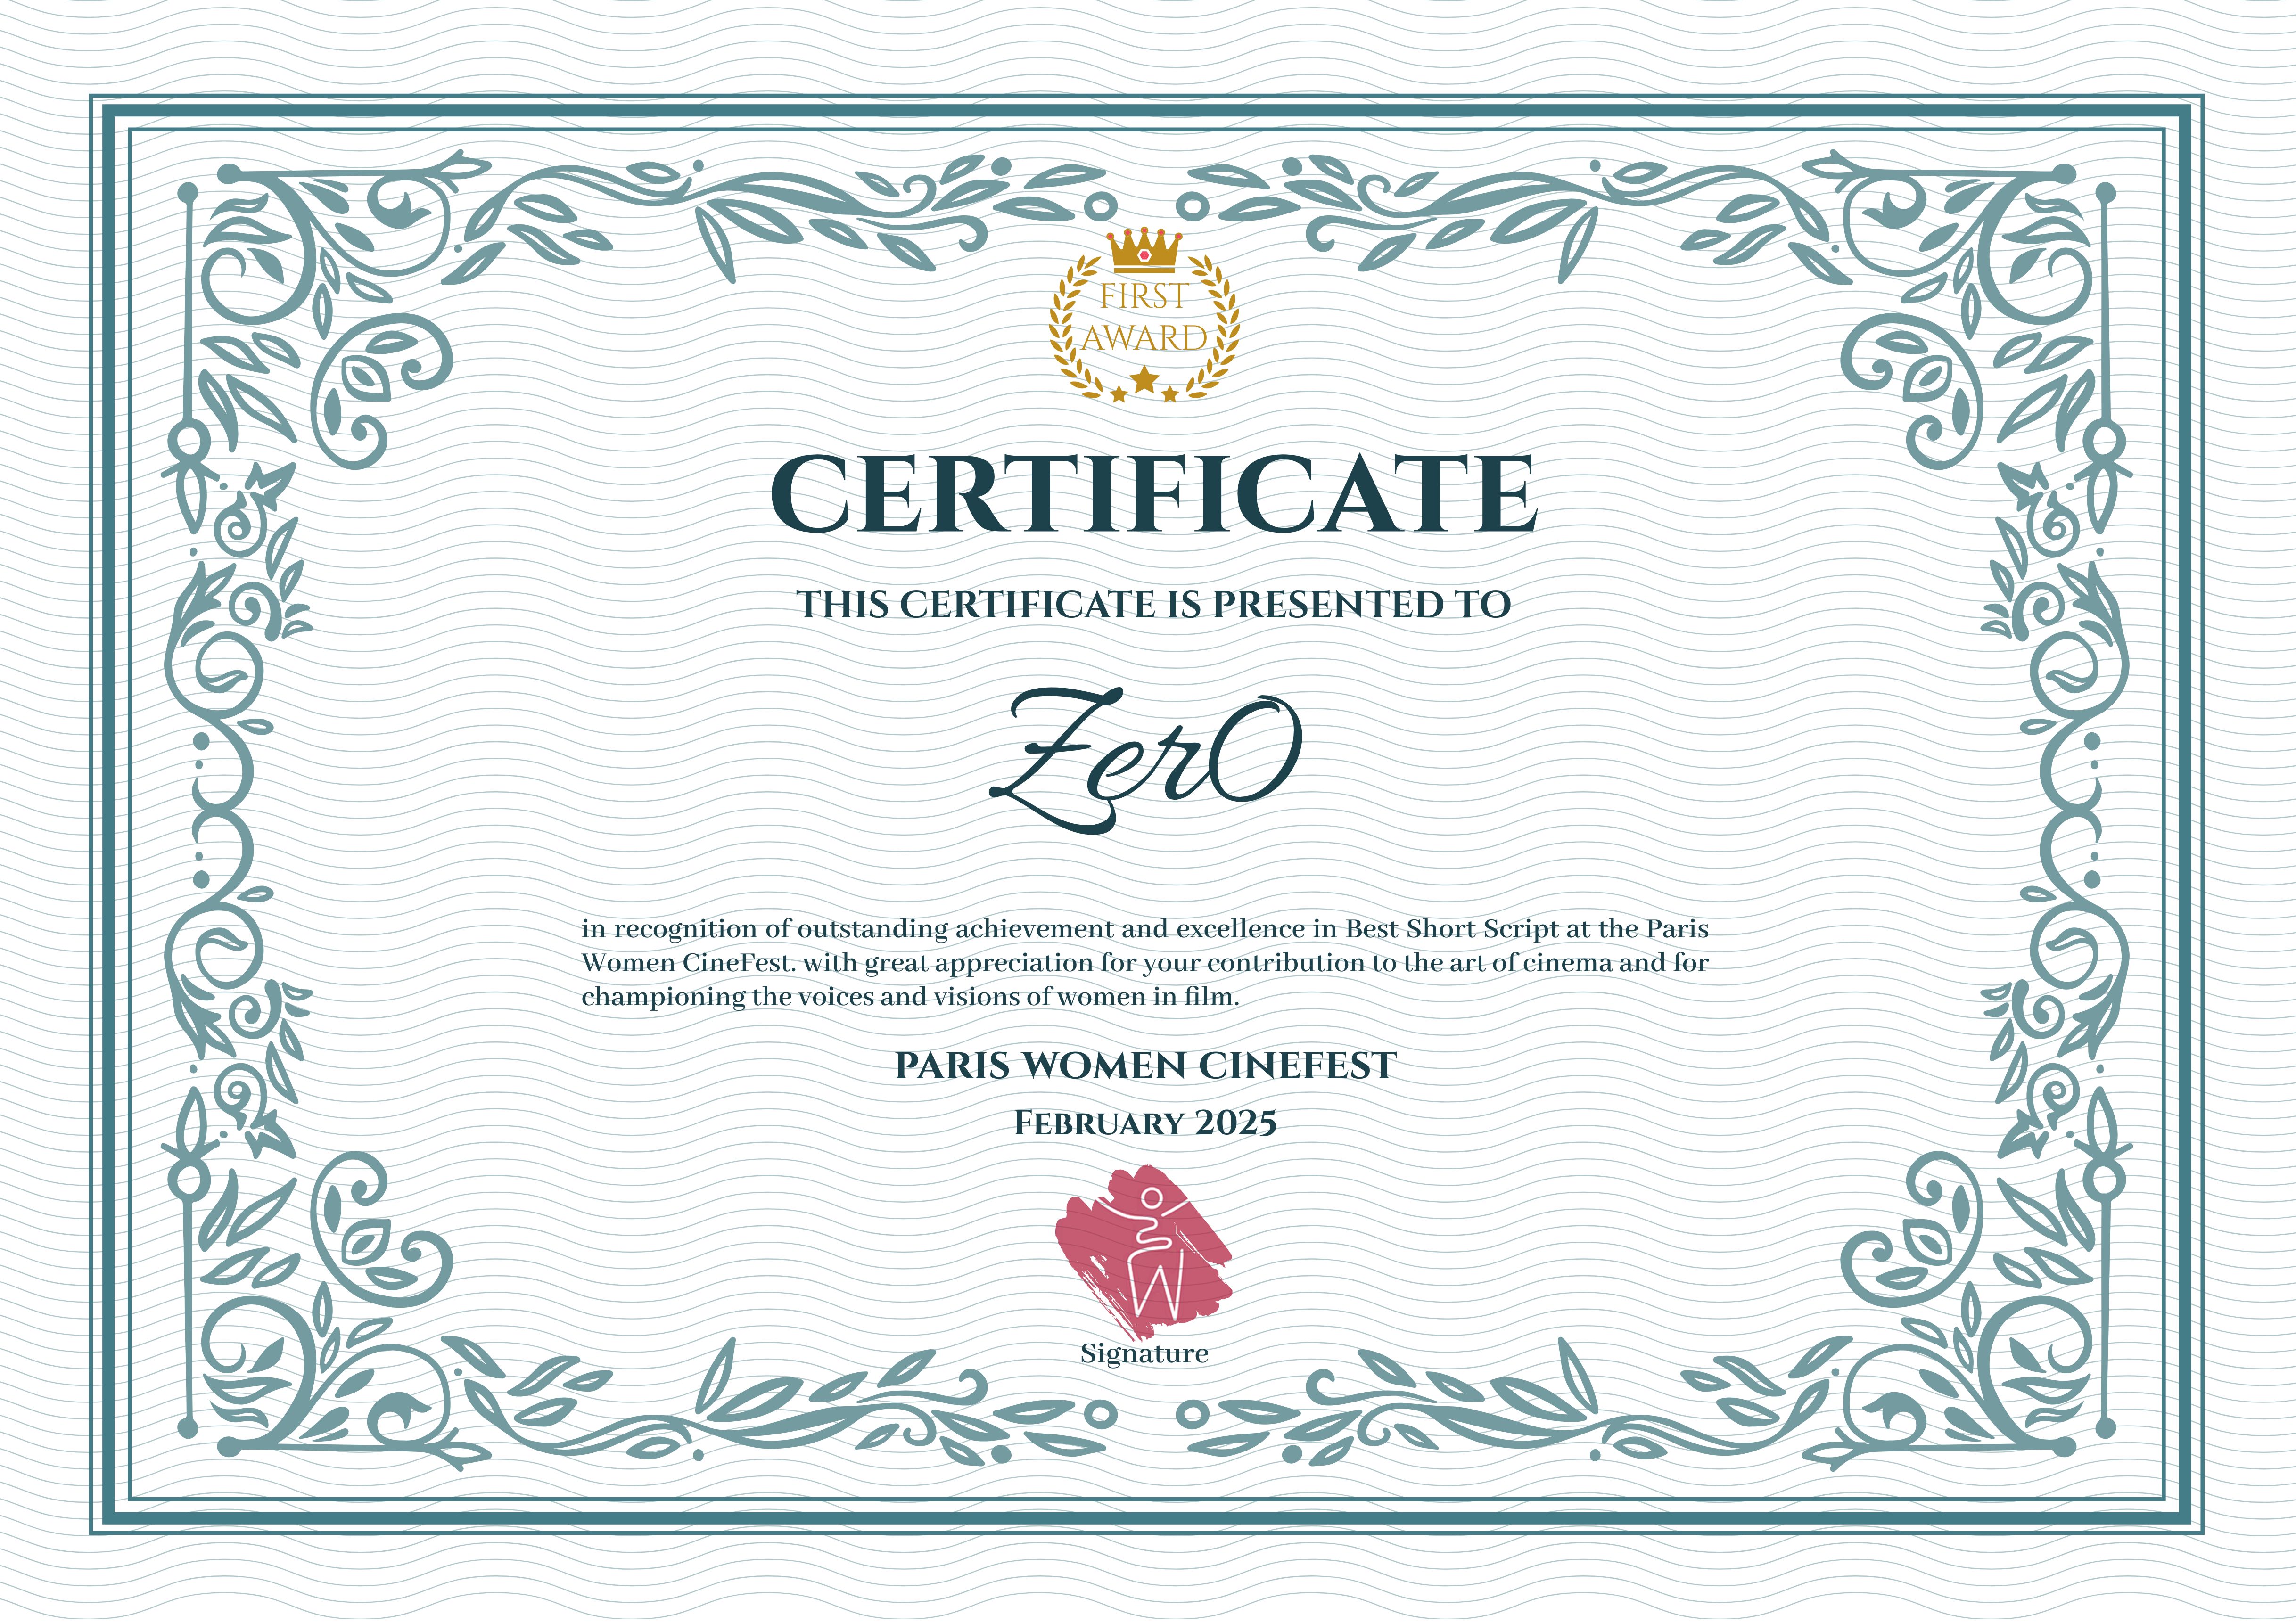 FIRST
AWARD
CERTIFICATE
THIS CERTIFICATE IS PRESENTED TO
ZerO
in recognition of outstanding achievement and excellence in Best Short Script at the Paris
Women CineFest. with great appreciation for your contribution to the art of cinema and for
championing the voices and visions of women in film.
PARIS WOMEN CINEFEST
February 2025
Signature